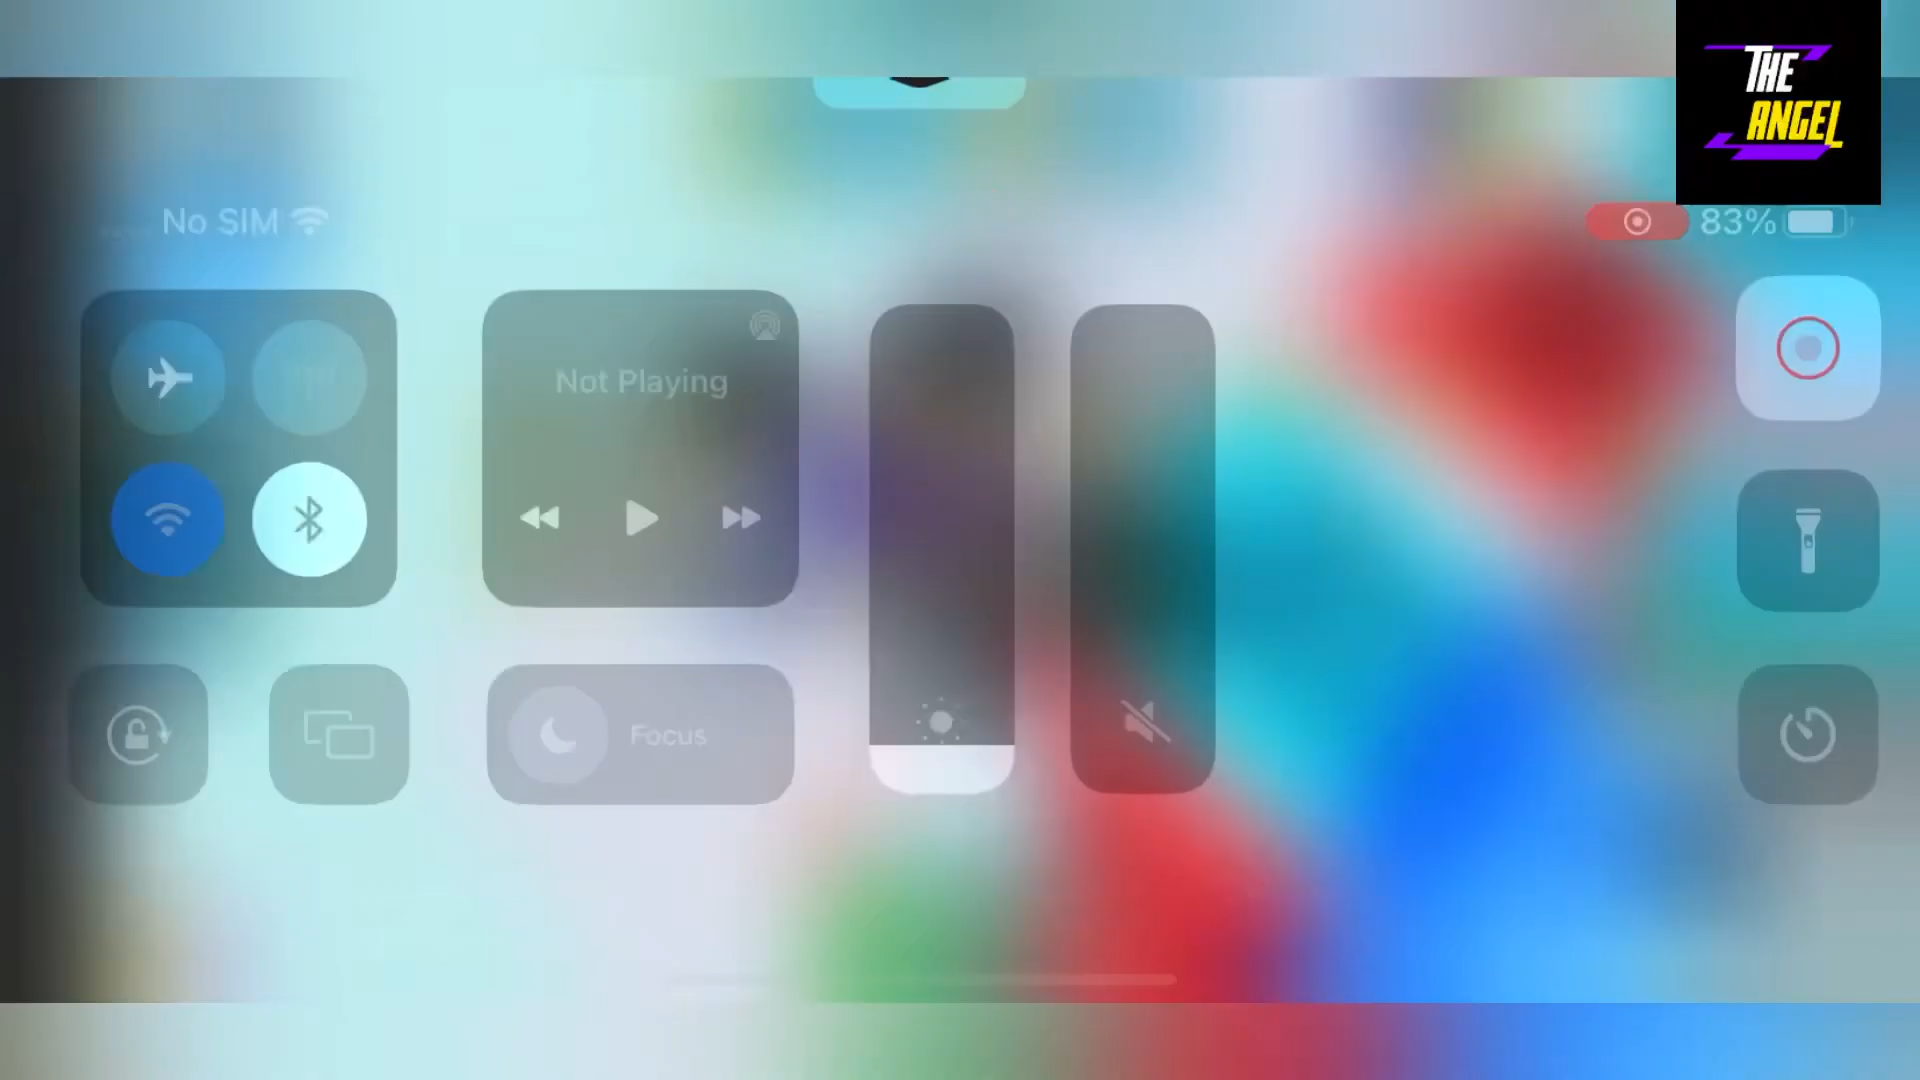 THE
ANGEL
No SIM
83%
Not Playing
Focus